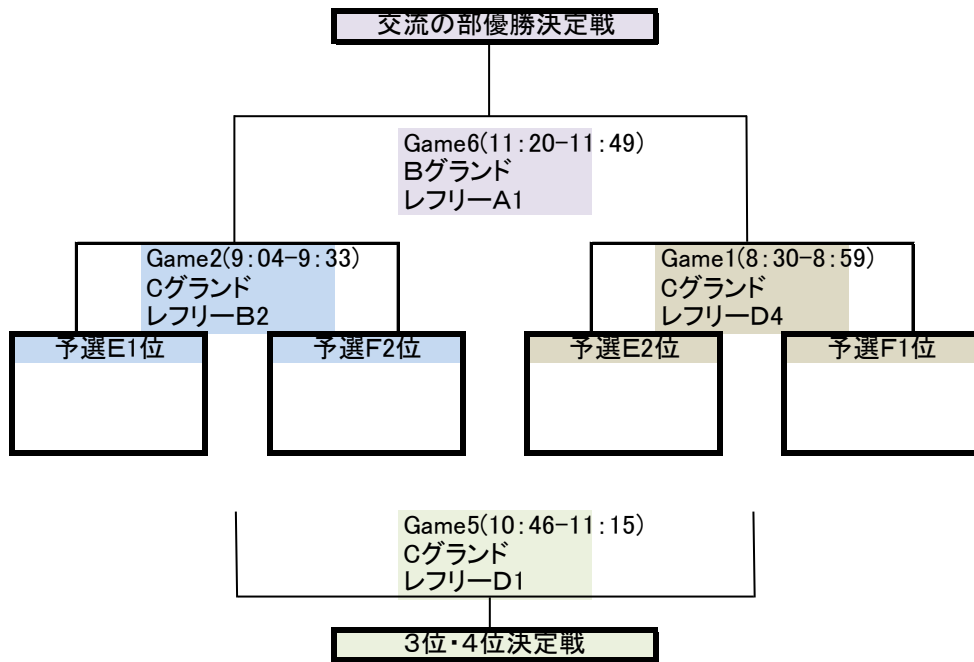 交流の部優勝決定戦
Game6(11:20-11:49)
Bグランド
レフリーA1
Game2(9:04-9:33)
Cグランド
レフリーB2
Game1(8:30-8:59)
Cグランド
レフリーD4
予選E1位
予選F2位
予選E2位
予選F1位
Game5(10:46-11:15)
Cグランド
レフリーD1
3位・4位決定戦